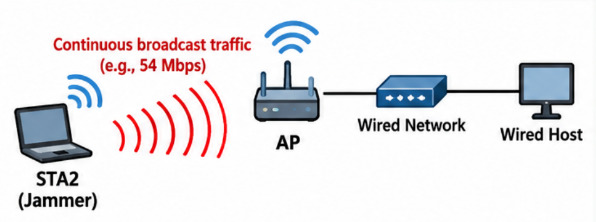 Continuous broadcast traffic
(e.g., 54 Mbps)
STA2
(Jammer)
AP
Wired Network
Wired Host